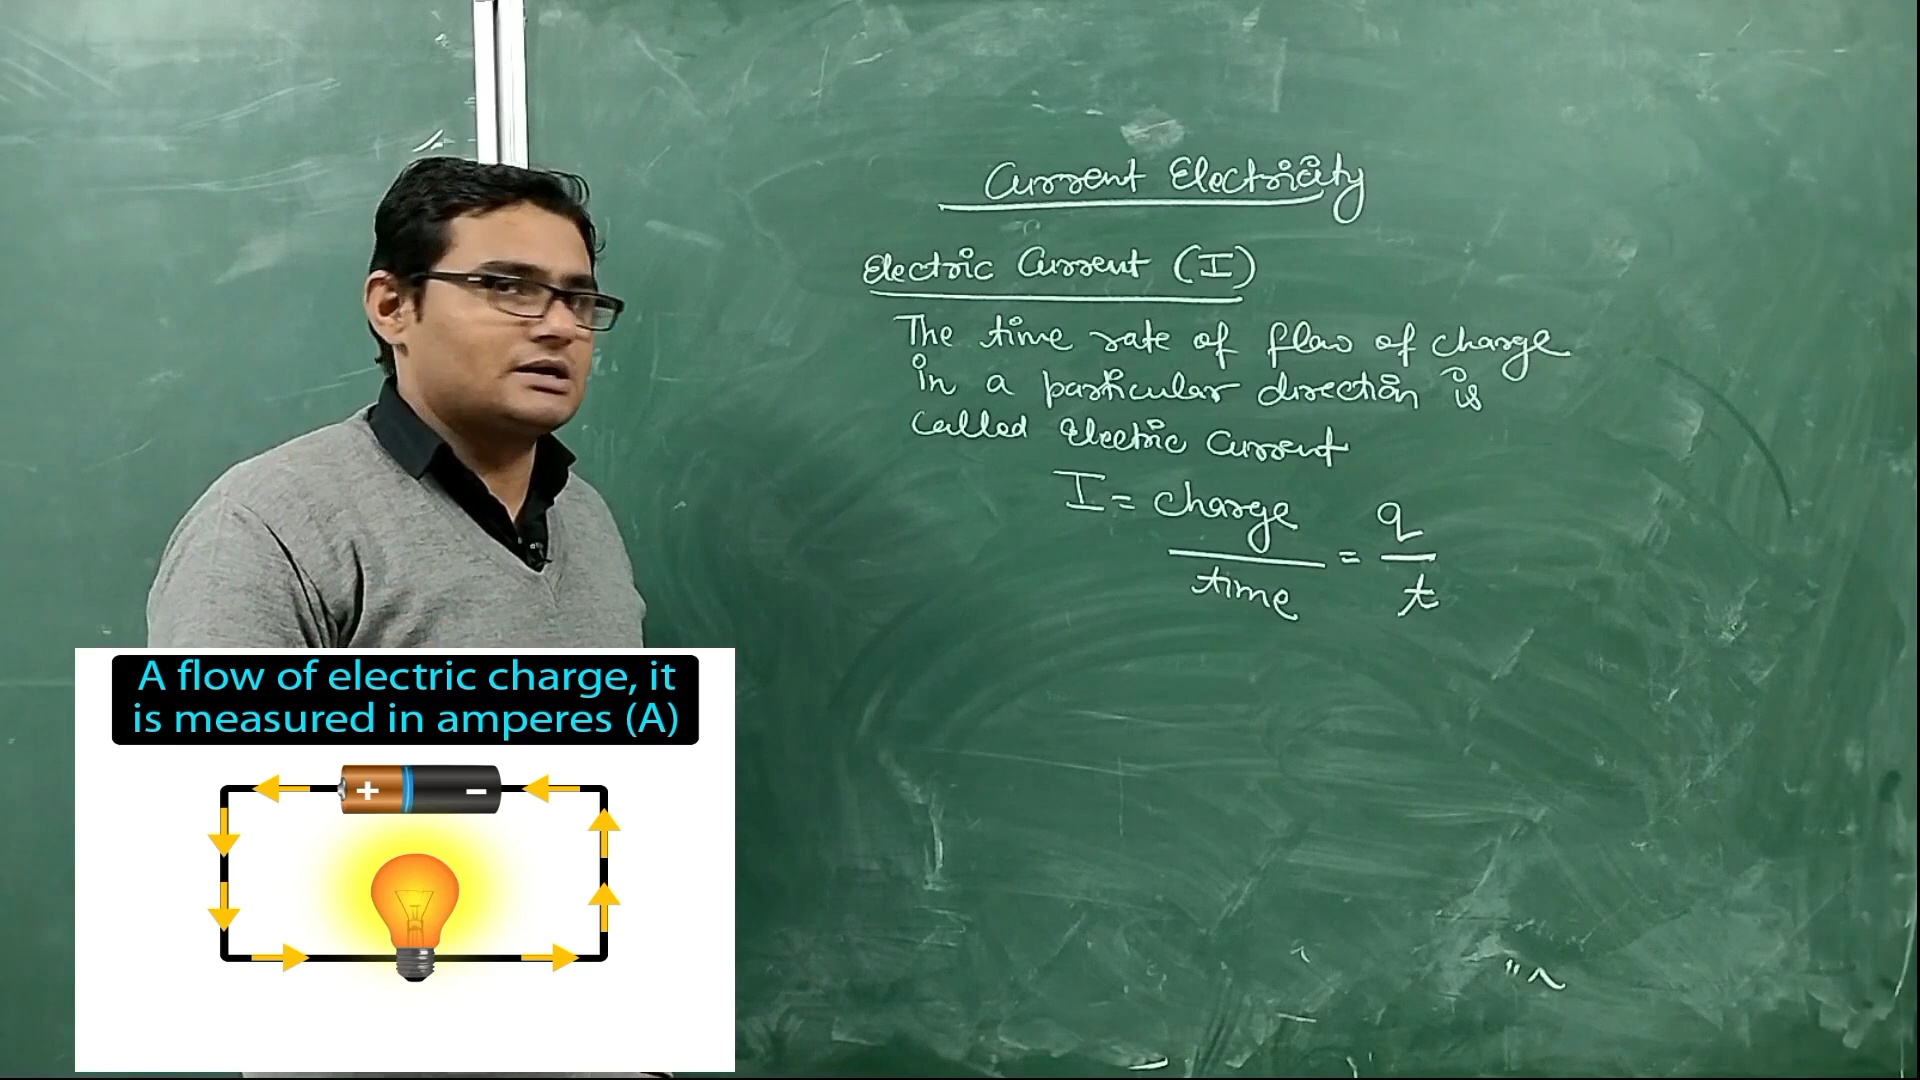 Current Electricity
Electric Current (I)
The time rate of flow of charge
in a particular direction is
called Electric Current
I = charge / time = q / t
A flow of electric charge, it
is measured in amperes (A)
+ −